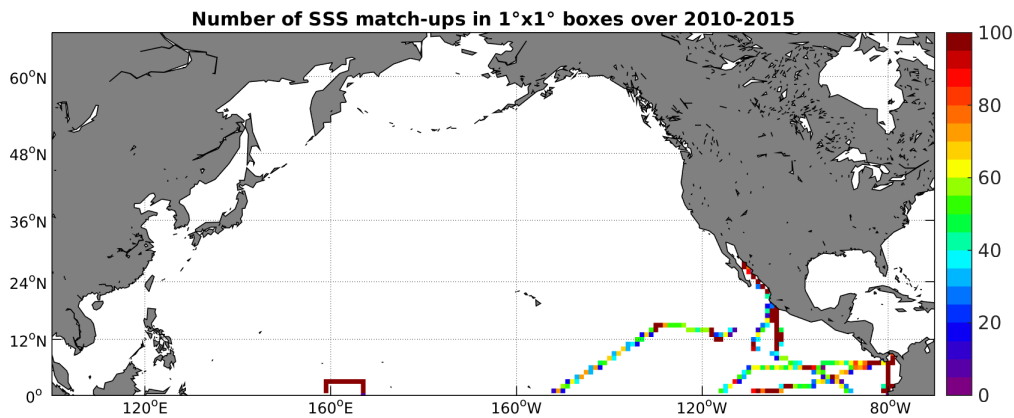 Number of SSS match-ups in 1°x1° boxes over 2010-2015
100
80
60
40
20
0
60°N
48°N
36°N
24°N
12°N
0°
120°E 160°E 160°W 120°W 80°W